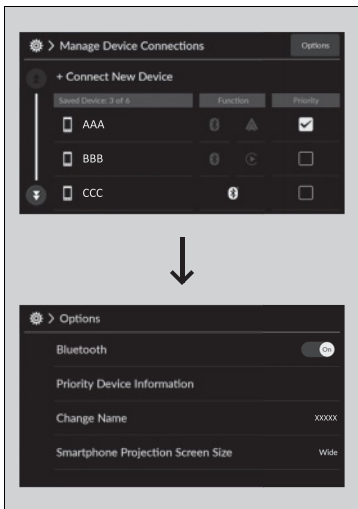 > Manage Device Connections Options
+ Connect New Device
Saved Device: 3 of 6 Function Priority
AAA
BBB
CCC
> Options
Bluetooth On
Priority Device Information
Change Name xxxxx
Smartphone Projection Screen Size Wide